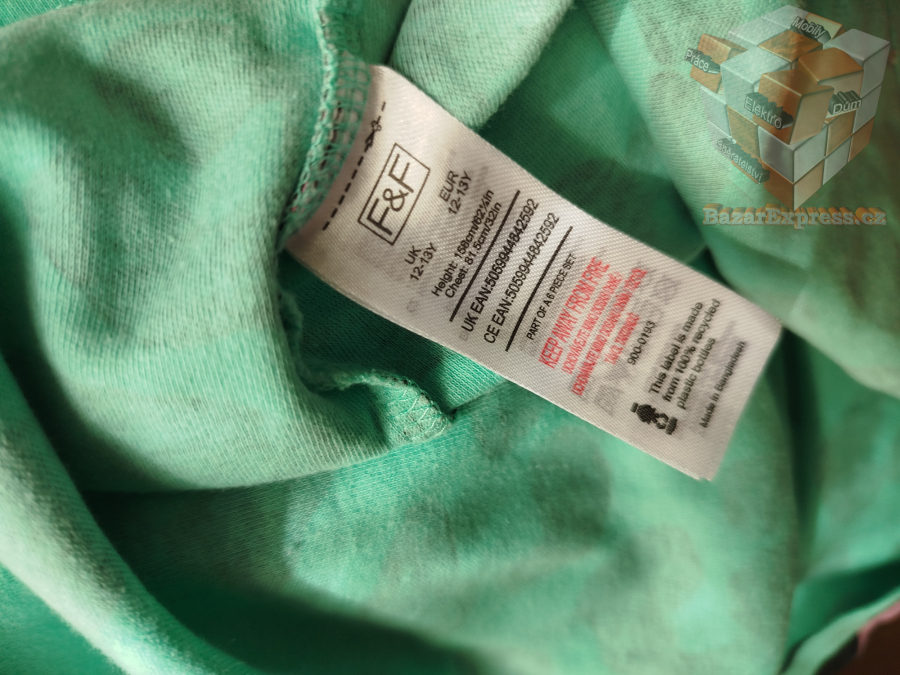 F&F
UK
12-13Y
EUR
12-13Y
Height: 158cm/62¼in
Chest: 81.5cm/32in
UK EAN:5059944842592
CE EAN:5059944842592
PART OF A 6 PIECE SET
KEEP AWAY FROM FIRE
900-0193
This label is made
from 100% recycled
plastic bottles
Made in Bangladesh
Mobily
Práce
Elektro
Dům
Sběratelství
BazarExpress.cz